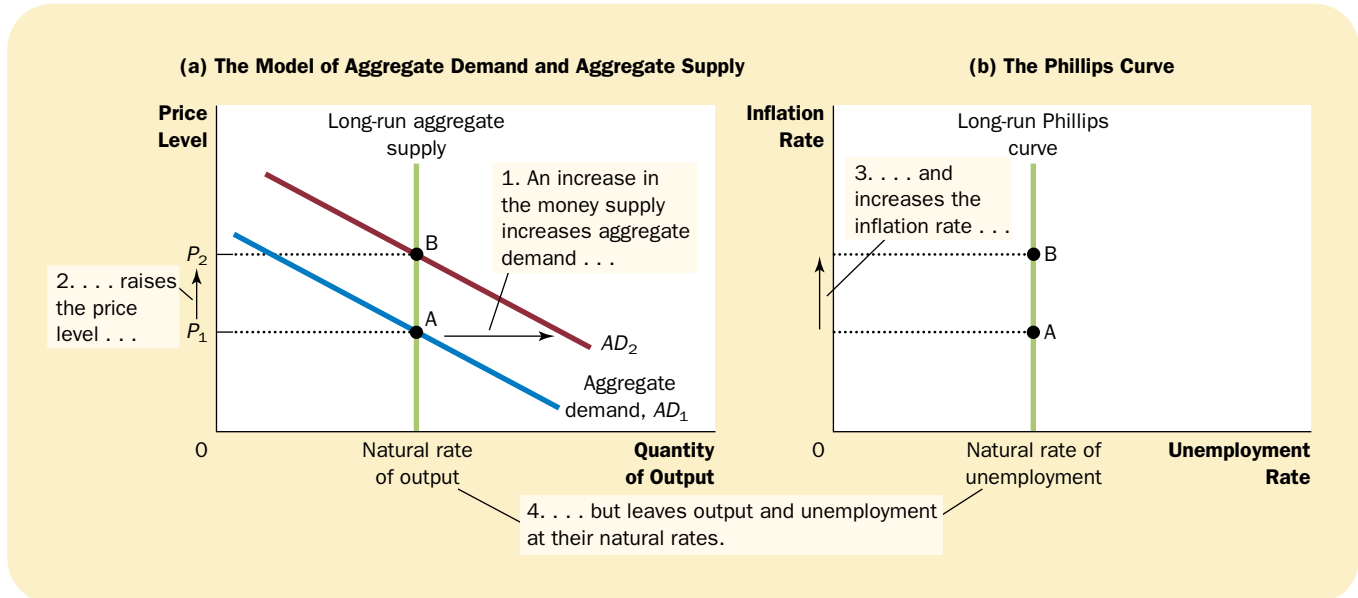 (a) The Model of Aggregate Demand and Aggregate Supply
Price
Level
Long-run aggregate
supply
1. An increase in
the money supply
increases aggregate
demand . . .
B
P₂
2. . . . raises
the price
level . . .
A
P₁
AD₂
Aggregate
demand, AD₁
0
Natural rate
of output
Quantity
of Output
(b) The Phillips Curve
Inflation
Rate
Long-run Phillips
curve
3. . . . and
increases the
inflation rate . . .
B
A
0
Natural rate of
unemployment
Unemployment
Rate
4. . . . but leaves output and unemployment
at their natural rates.